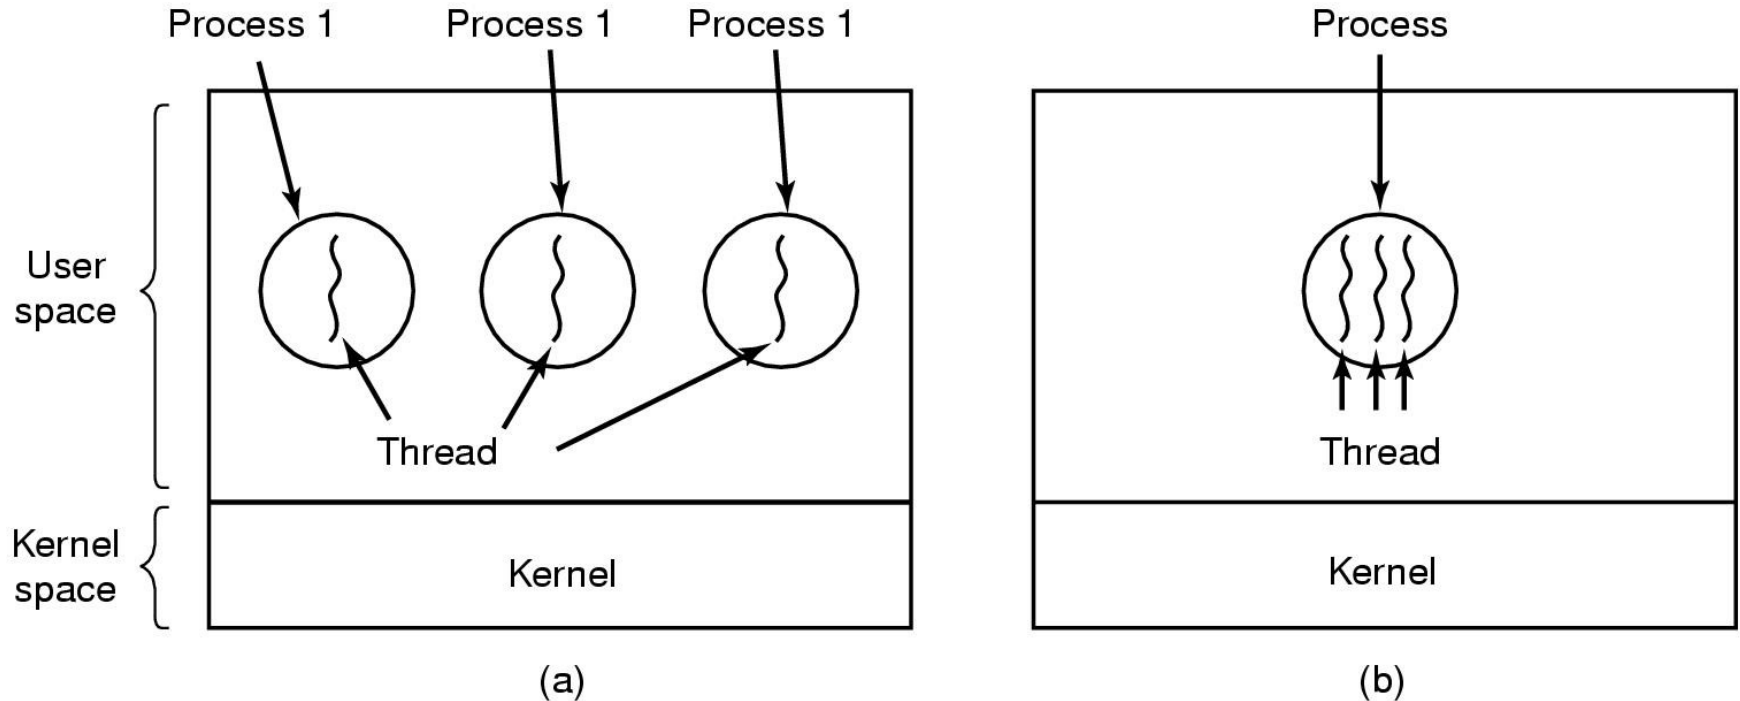 Process 1
Process 1
Process 1
Process
User
space
Thread
Thread
Kernel
space
Kernel
Kernel
(a)
(b)